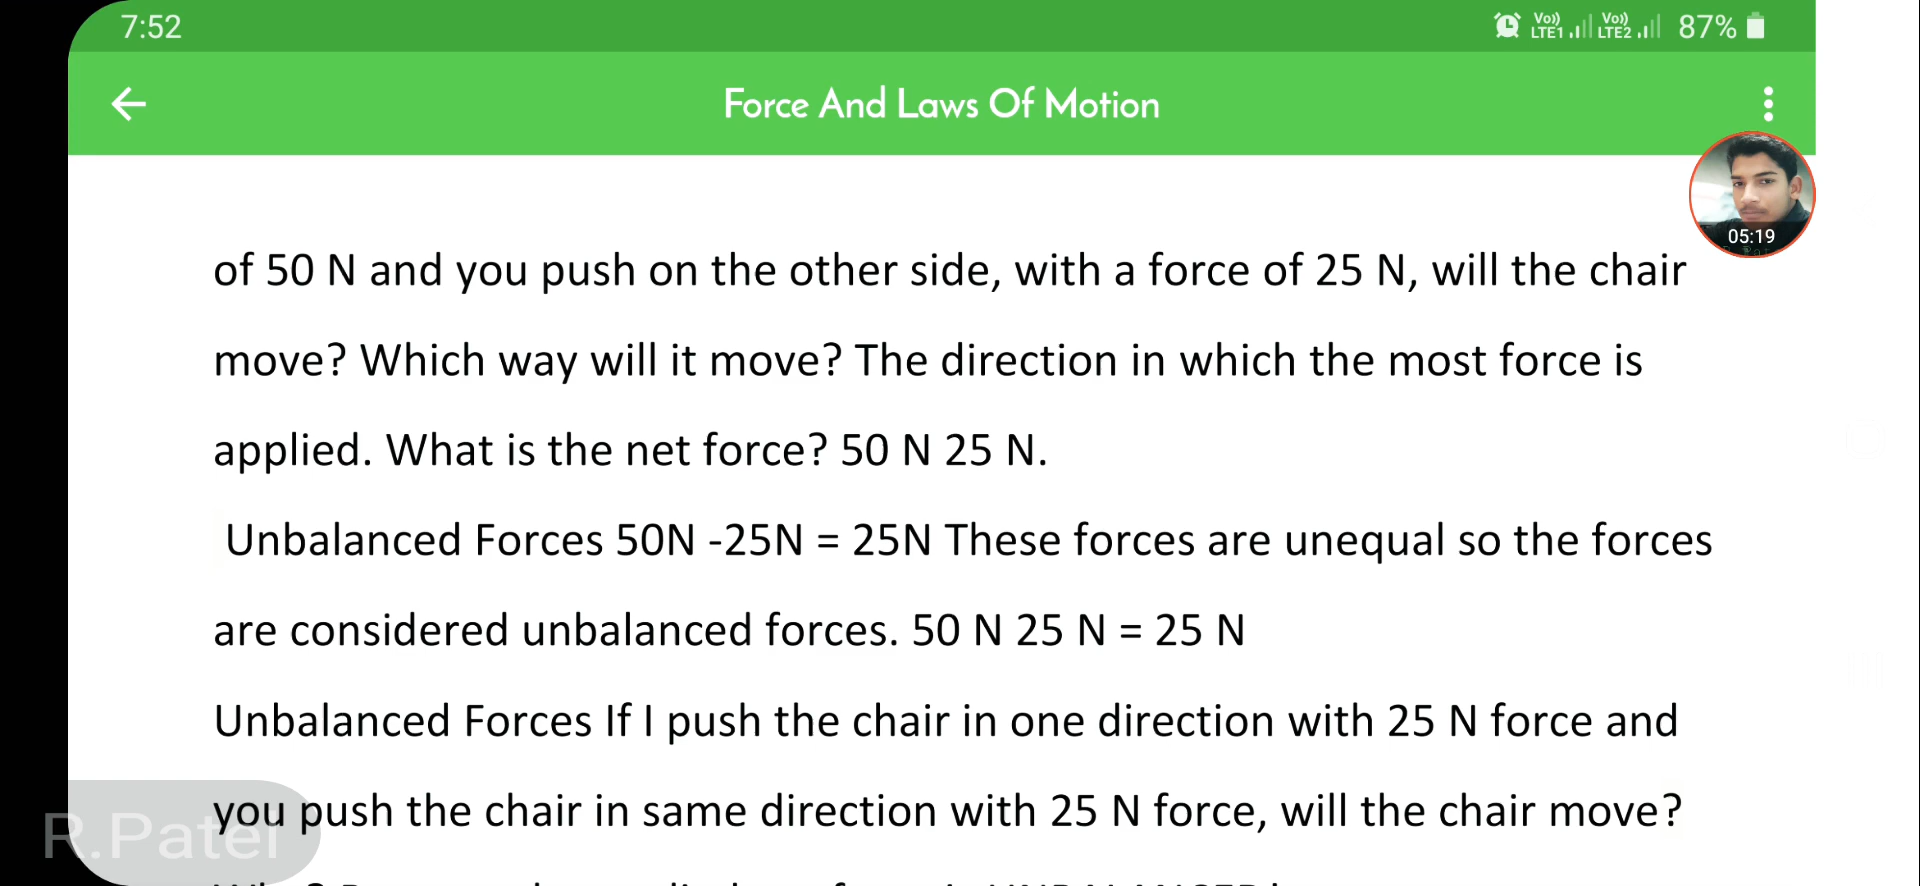 7:52
Vo)) LTE1 Vo)) LTE2 87%
Force And Laws Of Motion
05:19
of 50 N and you push on the other side, with a force of 25 N, will the chair
move? Which way will it move? The direction in which the most force is
applied. What is the net force? 50 N 25 N.
Unbalanced Forces 50N -25N = 25N These forces are unequal so the forces
are considered unbalanced forces. 50 N 25 N = 25 N
Unbalanced Forces If I push the chair in one direction with 25 N force and
you push the chair in same direction with 25 N force, will the chair move?
R.Patel